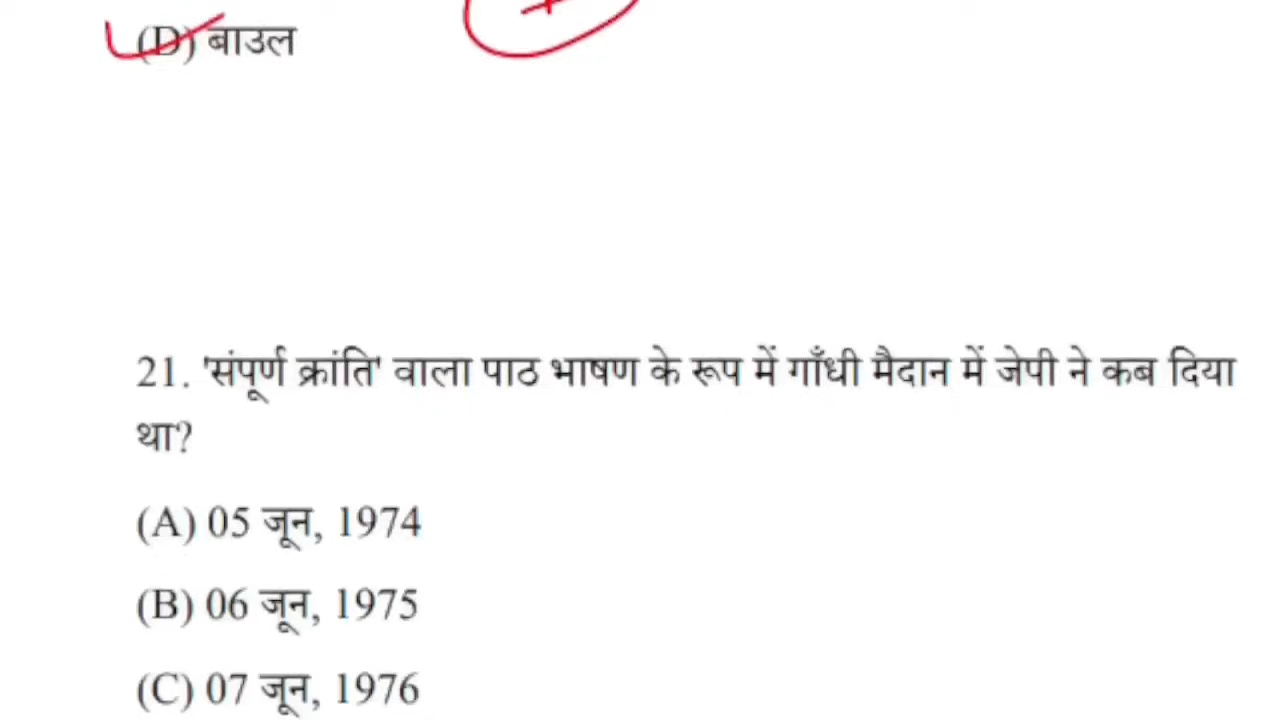 (D) बाउल
21. 'संपूर्ण क्रांति' वाला पाठ भाषण के रूप में गाँधी मैदान में जेपी ने कब दिया
था?
(A) 05 जून, 1974
(B) 06 जून, 1975
(C) 07 जून, 1976